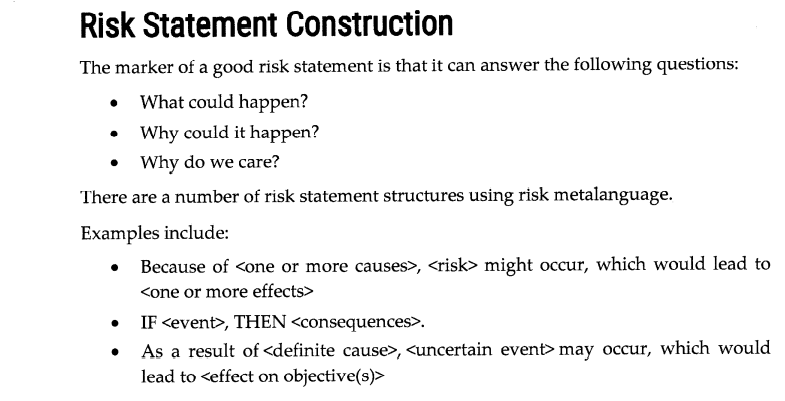 Risk Statement Construction
The marker of a good risk statement is that it can answer the following questions:
• What could happen?
• Why could it happen?
• Why do we care?
There are a number of risk statement structures using risk metalanguage.
Examples include:
• Because of <one or more causes>, <risk> might occur, which would lead to
<one or more effects>
• IF <event>, THEN <consequences>.
• As a result of <definite cause>, <uncertain event> may occur, which would
lead to <effect on objective(s)>